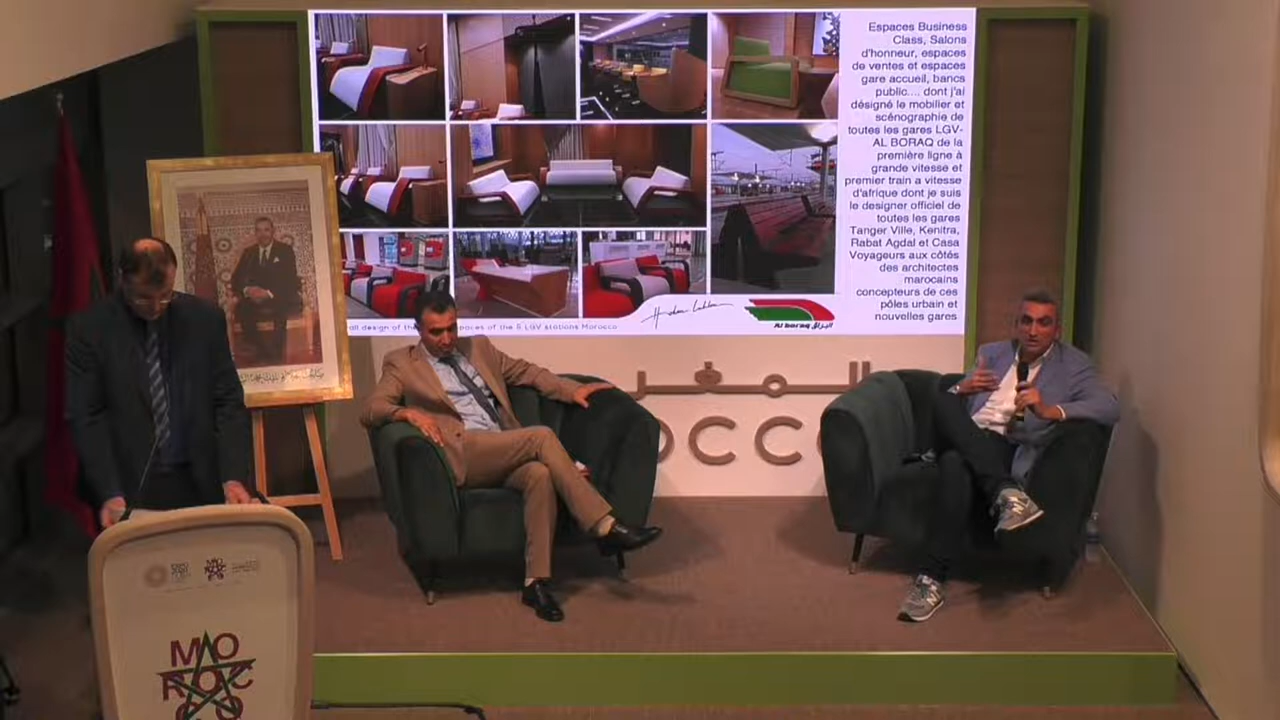 Espaces Business
Class, Salons
d'honneur, espaces
de ventes et espaces
gare accueil, bancs
public.... dont j'ai
désigné le mobilier et
scénographie de
toutes les gares LGV-
AL BORAQ de la
première ligne à
grande vitesse et
premier train a vitesse
d'afrique dont je suis
le designer officiel de
toutes les gares
Tanger Ville, Kenitra,
Rabat Agdal et Casa
Voyageurs aux côtés
des architectes
marocains
concepteurs de ces
pôles urbain et
nouvelles gares
all design of the
paces of the 5 LGV stations Morocco
Al boraq البراق
المغر
OCCO
MO
ROC
CO